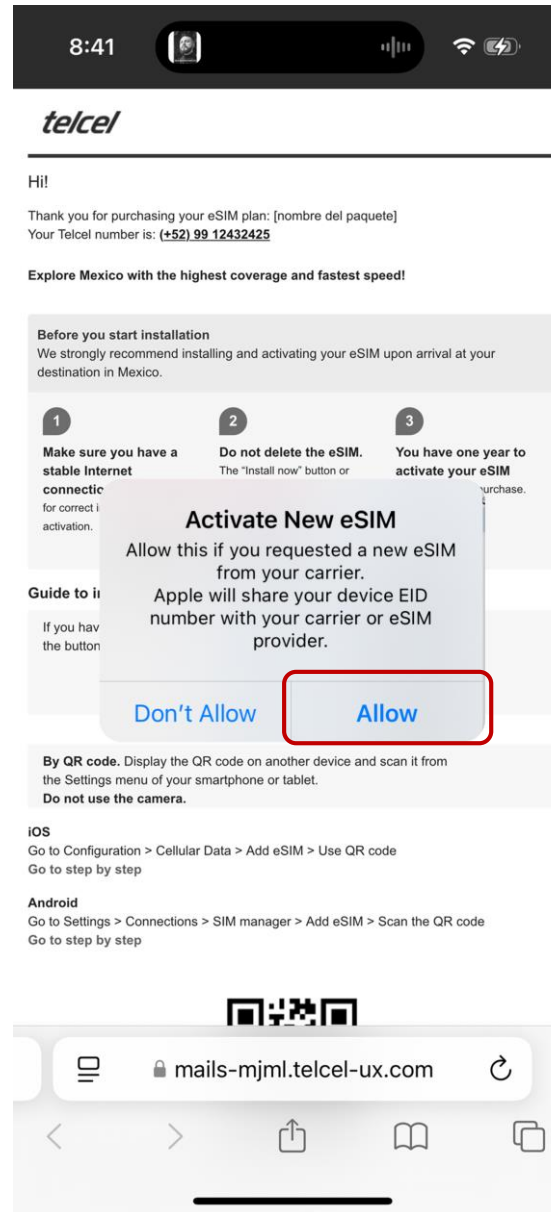 8:41
telcel
Hi!
Thank you for purchasing your eSIM plan: [nombre del paquete]
Your Telcel number is: (+52) 99 12432425
Explore Mexico with the highest coverage and fastest speed!
Before you start installation
We strongly recommend installing and activating your eSIM upon arrival at your
destination in Mexico.
1
Make sure you have a
stable Internet
for correct
activation.
2
Do not delete the eSIM.
The "Install now" button or
3
You have one year to
activate your eSIM
Activate New eSIM
Allow this if you requested a new eSIM
from your carrier.
Apple will share your device EID
number with your carrier or eSIM
provider.
Don't Allow
Allow
Guide to
If you
the button
By QR code. Display the QR code on another device and scan it from
the Settings menu of your smartphone or tablet.
Do not use the camera.
iOS
Go to Configuration > Cellular Data > Add eSIM > Use QR code
Go to step by step
Android
Go to Settings > Connections > SIM manager > Add eSIM > Scan the QR code
Go to step by step
mails-mjml.telcel-ux.com